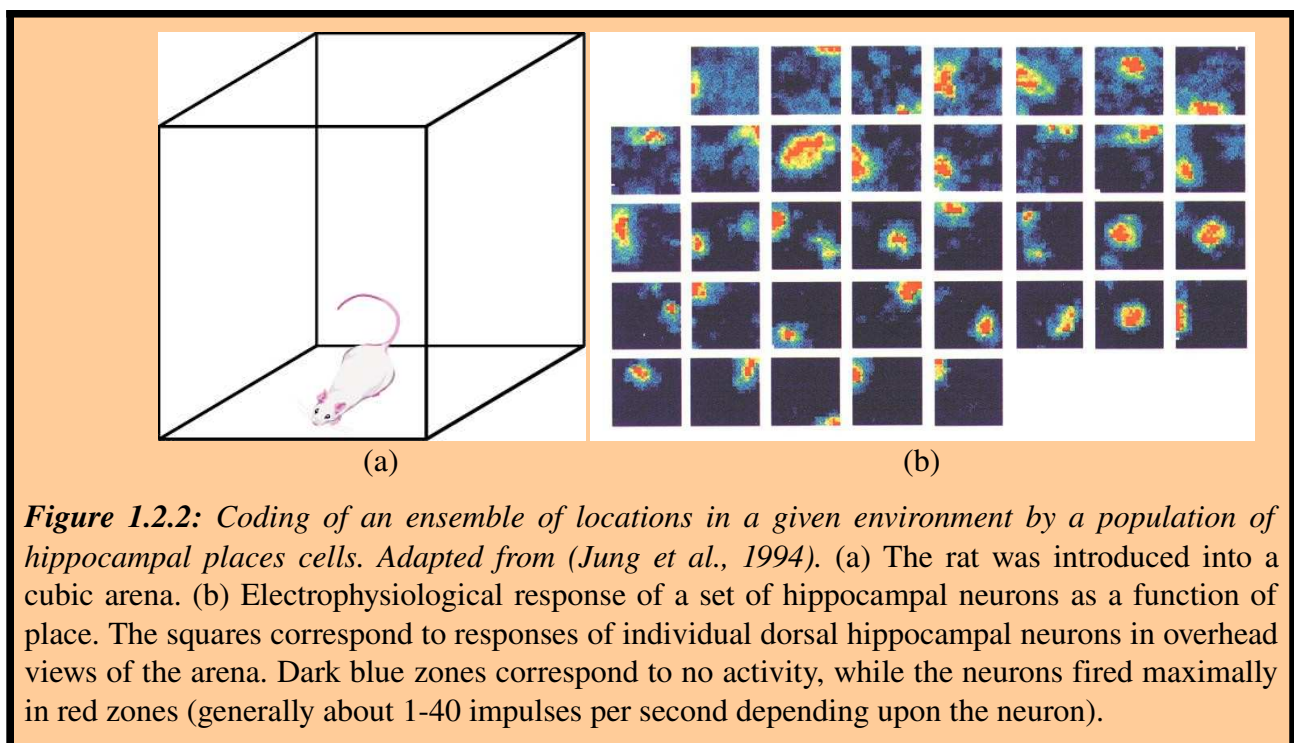 (a) (b)
Figure 1.2.2: Coding of an ensemble of locations in a given environment by a population of
hippocampal places cells. Adapted from (Jung et al., 1994). (a) The rat was introduced into a
cubic arena. (b) Electrophysiological response of a set of hippocampal neurons as a function of
place. The squares correspond to responses of individual dorsal hippocampal neurons in overhead
views of the arena. Dark blue zones correspond to no activity, while the neurons fired maximally
in red zones (generally about 1-40 impulses per second depending upon the neuron).